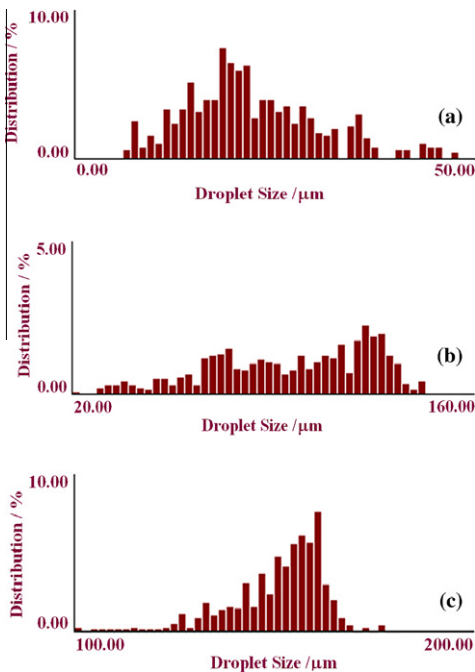 10.00
Distribution / %
(a)
0.00
0.00 50.00
Droplet Size /µm
5.00
Distribution / %
(b)
0.00
20.00 160.00
Droplet Size /µm
10.00
Distribution / %
(c)
0.00
100.00 200.00
Droplet Size /µm